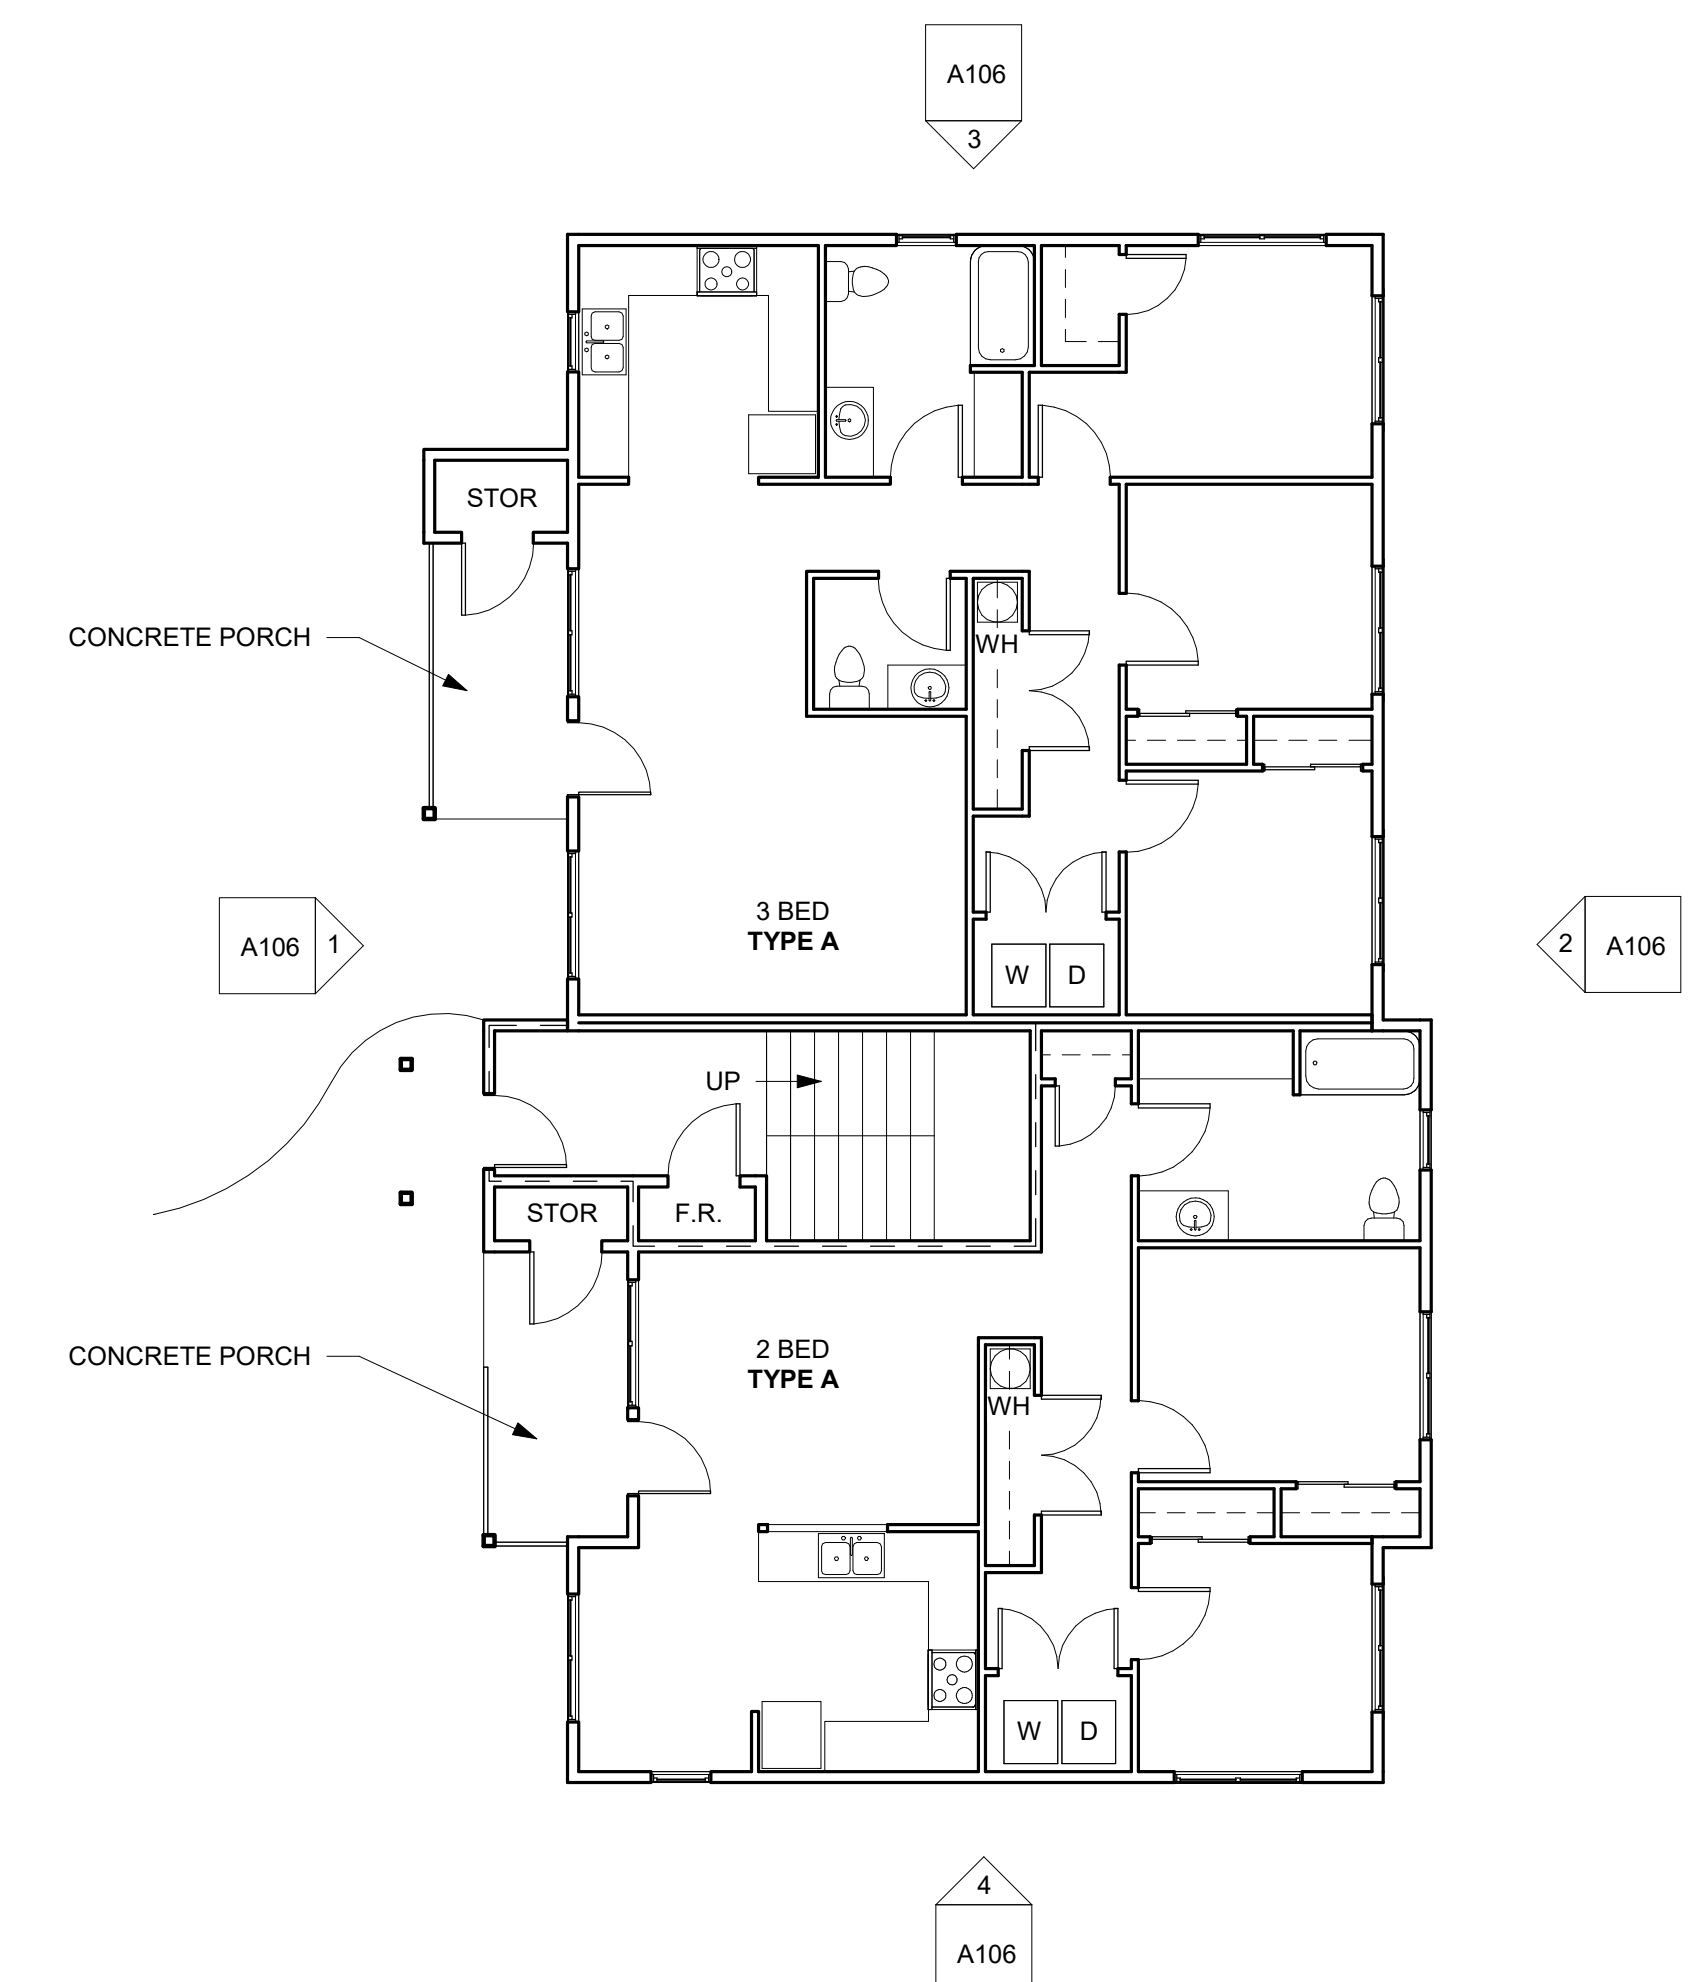 A106
3
STOR
CONCRETE PORCH
WH
3 BED
TYPE A
A106
1
2
A106
W
D
UP
STOR
F.R.
CONCRETE PORCH
2 BED
TYPE A
WH
W
D
4
A106